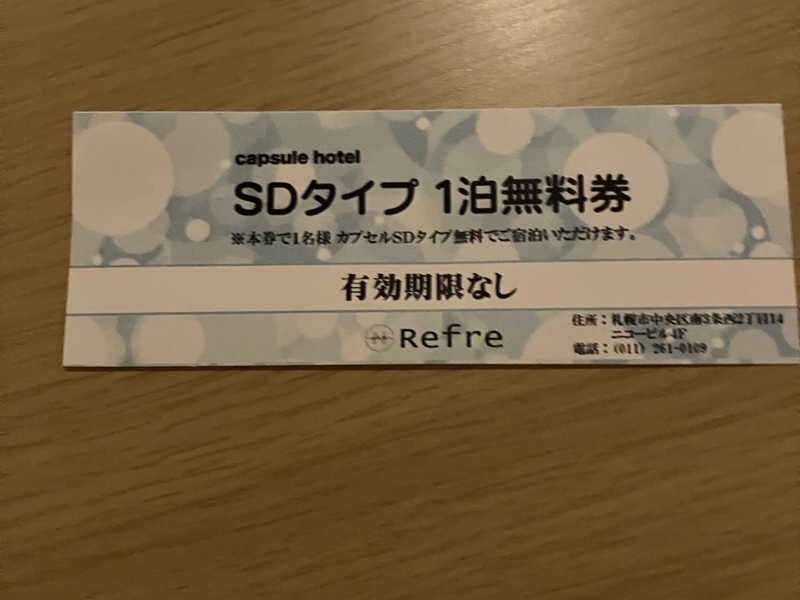 capsule hotel
SDタイプ 1泊無料券
※本券で1名様 カプセルSDタイプ無料でご宿泊いただけます。
有効期限なし
Refre
住所：札幌市中央区南3条西2丁目14
ニコービル4F
電話：(011) 261-0109